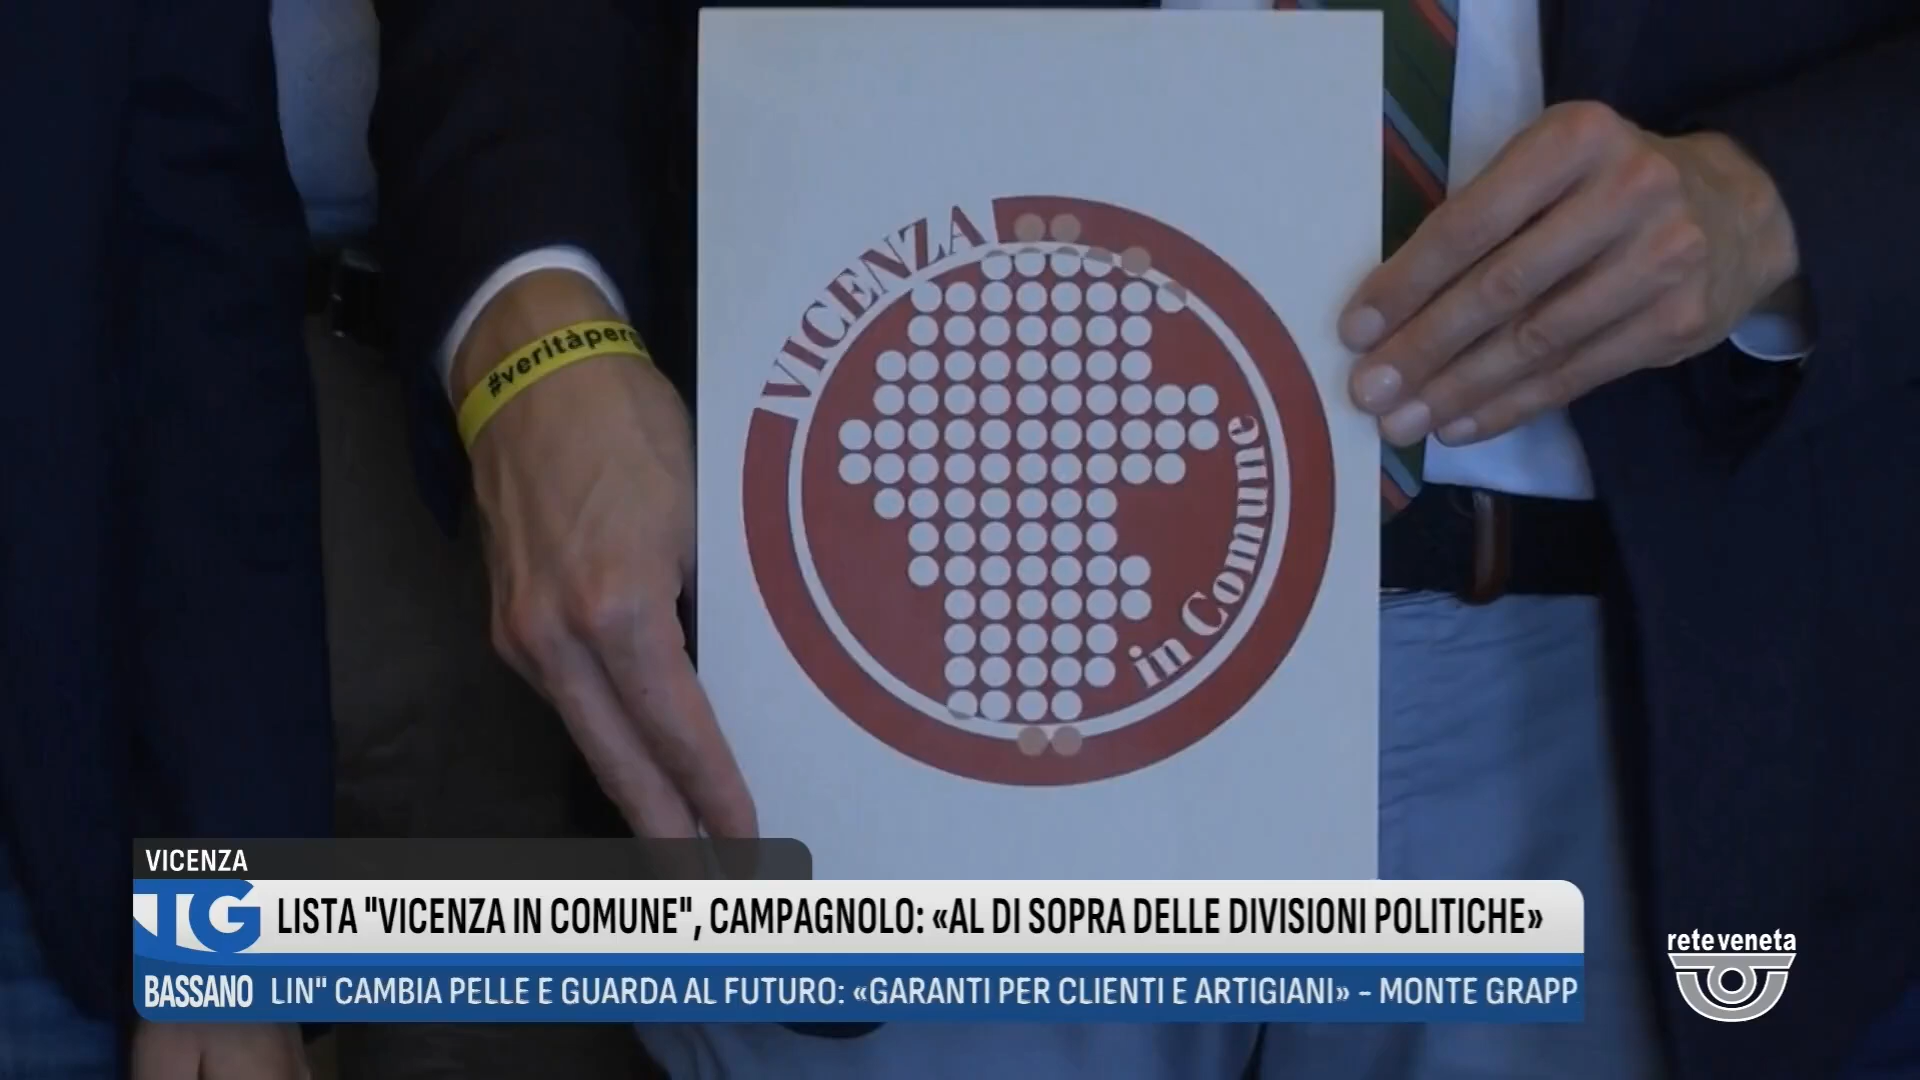 VICENZA
in Comune
#veritàper
VICENZA
TG LISTA "VICENZA IN COMUNE", CAMPAGNOLO: «AL DI SOPRA DELLE DIVISIONI POLITICHE»
BASSANO LIN" CAMBIA PELLE E GUARDA AL FUTURO: «GARANTI PER CLIENTI E ARTIGIANI» - MONTE GRAPP
rete veneta